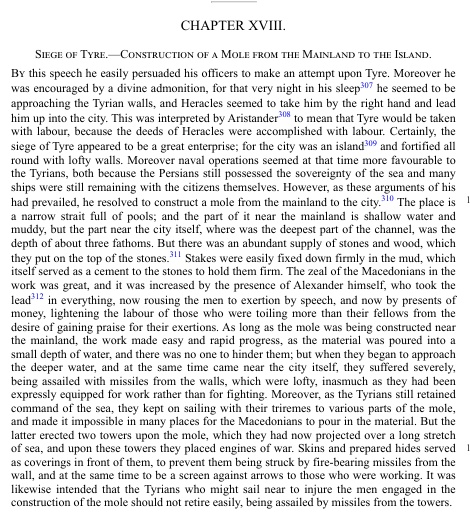 CHAPTER XVIII.
Siege of Tyre.—Construction of a Mole from the Mainland to the Island.
By this speech he easily persuaded his officers to make an attempt upon Tyre. Moreover he
was encouraged by a divine admonition, for that very night in his sleep307 he seemed to be
approaching the Tyrian walls, and Heracles seemed to take him by the right hand and lead
him up into the city. This was interpreted by Aristander308 to mean that Tyre would be taken
with labour, because the deeds of Heracles were accomplished with labour. Certainly, the
siege of Tyre appeared to be a great enterprise; for the city was an island309 and fortified all
round with lofty walls. Moreover naval operations seemed at that time more favourable to
the Tyrians, both because the Persians still possessed the sovereignty of the sea and many
ships were still remaining with the citizens themselves. However, as these arguments of his
had prevailed, he resolved to construct a mole from the mainland to the city.310 The place is
a narrow strait full of pools; and the part of it near the mainland is shallow water and
muddy, but the part near the city itself, where was the deepest part of the channel, was the
depth of about three fathoms. But there was an abundant supply of stones and wood, which
they put on the top of the stones.311 Stakes were easily fixed down firmly in the mud, which
itself served as a cement to the stones to hold them firm. The zeal of the Macedonians in the
work was great, and it was increased by the presence of Alexander himself, who took the
lead312 in everything, now rousing the men to exertion by speech, and now by presents of
money, lightening the labour of those who were toiling more than their fellows from the
desire of gaining praise for their exertions. As long as the mole was being constructed near
the mainland, the work made easy and rapid progress, as the material was poured into a
small depth of water, and there was no one to hinder them; but when they began to approach
the deeper water, and at the same time came near the city itself, they suffered severely,
being assailed with missiles from the walls, which were lofty, inasmuch as they had been
expressly equipped for work rather than for fighting. Moreover, as the Tyrians still retained
command of the sea, they kept on sailing with their triremes to various parts of the mole,
and made it impossible in many places for the Macedonians to pour in the material. But the
latter erected two towers upon the mole, which they had now projected over a long stretch
of sea, and upon these towers they placed engines of war. Skins and prepared hides served
as coverings in front of them, to prevent them being struck by fire-bearing missiles from the
wall, and at the same time to be a screen against arrows to those who were working. It was
likewise intended that the Tyrians who might sail near to injure the men engaged in the
construction of the mole should not retire easily, being assailed by missiles from the towers.